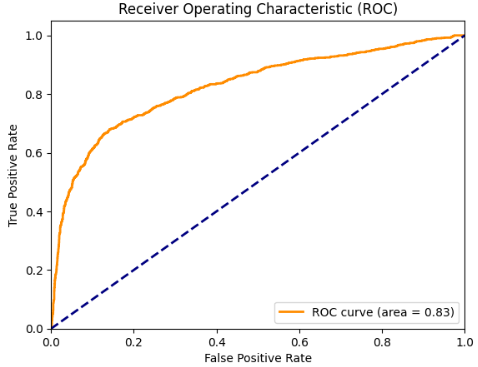 Receiver Operating Characteristic (ROC)
1.0
0.8
0.6
0.4
0.2
0.0
True Positive Rate
ROC curve (area = 0.83)
0.0 0.2 0.4 0.6 0.8 1.0
False Positive Rate